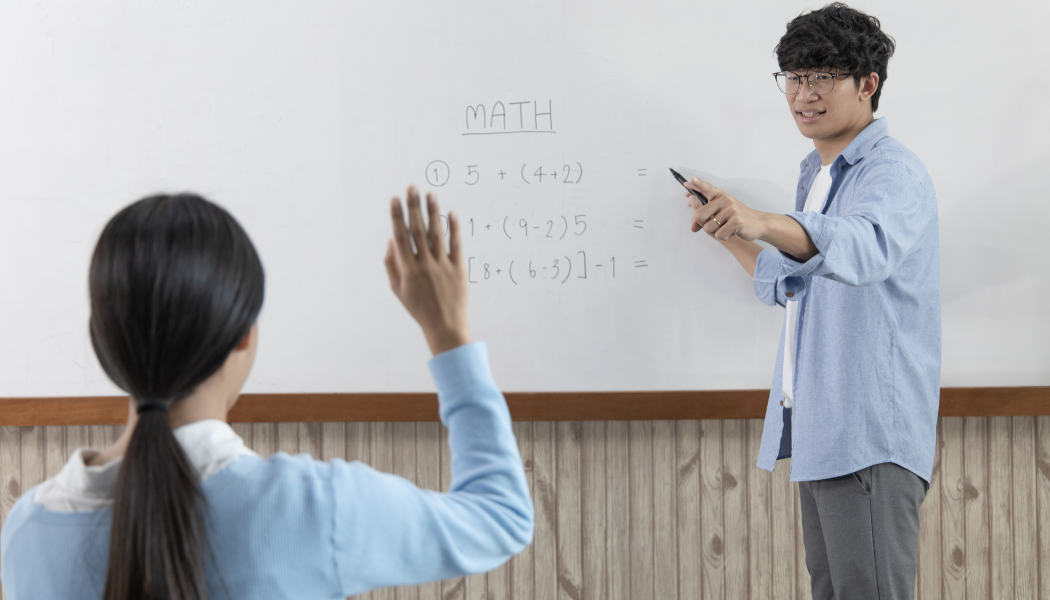 MATH
① 5 + (4+2) =
) 1 + (9-2) 5 =
[8+(6-3)] -1 =